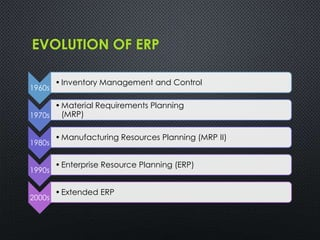 EVOLUTION OF ERP
1960s
• Inventory Management and Control
1970s
• Material Requirements Planning
(MRP)
1980s
• Manufacturing Resources Planning (MRP II)
1990s
• Enterprise Resource Planning (ERP)
2000s
• Extended ERP